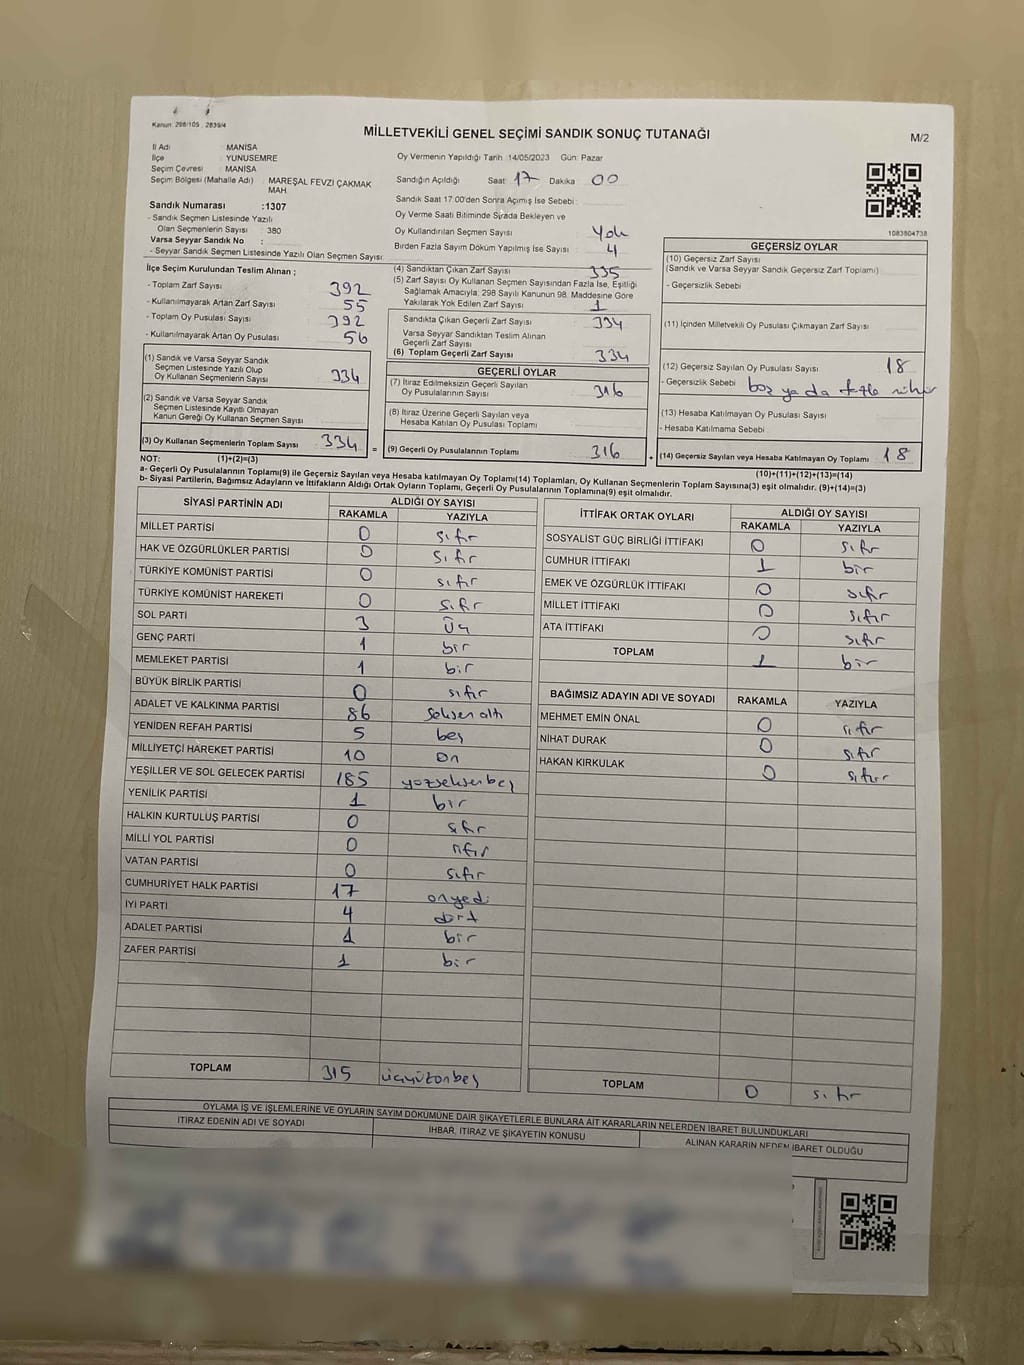 Kanun: 298/105 , 2839/4
MİLLETVEKİLİ GENEL SEÇİMİ SANDIK SONUÇ TUTANAĞI
M/2
İl Adı : MANİSA
İlçe : YUNUSEMRE
Seçim Çevresi : MANİSA
Seçim Bölgesi (Mahalle Adı) : MAREŞAL FEVZİ ÇAKMAK MAH.
Sandık Numarası :1307
- Sandık Seçmen Listesinde Yazılı
Olan Seçmenlerin Sayısı : 380
Varsa Seyyar Sandık No :
- Seyyar Sandık Seçmen Listesinde Yazılı Olan Seçmen Sayısı:
Oy Vermenin Yapıldığı Tarih 14/05/2023 Gün: Pazar
Sandığın Açıldığı Saat: 17 Dakika 00
Sandık Saat 17:00'den Sonra Açılmış İse Sebebi :
Oy Verme Saati Bitiminde Sırada Bekleyen ve
Oy Kullandırılan Seçmen Sayısı : Yok
Birden Fazla Sayım Döküm Yapılmış İse Sayısı : 4
1083804738
İlçe Seçim Kurulundan Teslim Alınan ;
- Toplam Zarf Sayısı : 392
- Kullanılmayarak Artan Zarf Sayısı : 55
- Toplam Oy Pusulası Sayısı : 392
- Kullanılmayarak Artan Oy Pusulası : 56
(1) Sandık ve Varsa Seyyar Sandık
Seçmen Listesinde Yazılı Olup
Oy Kullanan Seçmenlerin Sayısı : 334
(2) Sandık ve Varsa Seyyar Sandık
Seçmen Listesinde Kayıtlı Olmayan
Kanun Gereği Oy Kullanan Seçmen Sayısı :
(3) Oy Kullanan Seçmenlerin Toplam Sayısı : 334 =
(4) Sandıktan Çıkan Zarf Sayısı : 335
(5) Zarf Sayısı Oy Kullanan Seçmen Sayısından Fazla İse, Eşitliği
Sağlamak Amacıyla, 298 Sayılı Kanunun 98. Maddesine Göre
Yakılarak Yok Edilen Zarf Sayısı : 1
Sandıkta Çıkan Geçerli Zarf Sayısı : 334
Varsa Seyyar Sandıktan Teslim Alınan
Geçerli Zarf Sayısı :
(6) Toplam Geçerli Zarf Sayısı : 334
GEÇERLİ OYLAR
(7) İtiraz Edilmeksizin Geçerli Sayılan
Oy Pusulalarının Sayısı : 316
(8) İtiraz Üzerine Geçerli Sayılan veya
Hesaba Katılan Oy Pusulası Toplamı :
(9) Geçerli Oy Pusulalarının Toplamı : 316 +
GEÇERSİZ OYLAR
(10) Geçersiz Zarf Sayısı
(Sandık ve Varsa Seyyar Sandık Geçersiz Zarf Toplamı) :
- Geçersizlik Sebebi :
(11) İçinden Milletvekili Oy Pusulası Çıkmayan Zarf Sayısı :
(12) Geçersiz Sayılan Oy Pusulası Sayısı : 18
- Geçersizlik Sebebi : boş ya da fazla mühür
(13) Hesaba Katılmayan Oy Pusulası Sayısı :
- Hesaba Katılmama Sebebi :
(14) Geçersiz Sayılan veya Hesaba Katılmayan Oy Toplamı : 18
NOT: (1)+(2)=(3)
(10)+(11)+(12)+(13)=(14)
a- Geçerli Oy Pusulalarının Toplamı(9) ile Geçersiz Sayılan veya Hesaba katılmayan Oy Toplamı(14) Toplamları, Oy Kullanan Seçmenlerin Toplam Sayısına(3) eşit olmalıdır. (9)+(14)=(3)
b- Siyasi Partilerin, Bağımsız Adayların ve İttifakların Aldığı Ortak Oyların Toplamı, Geçerli Oy Pusulalarının Toplamına(9) eşit olmalıdır.
SİYASİ PARTİNİN ADI ALDIĞI OY SAYISI
RAKAMLA YAZIYLA
MİLLET PARTİSİ 0 sıfır
HAK VE ÖZGÜRLÜKLER PARTİSİ 0 sıfır
TÜRKİYE KOMÜNİST PARTİSİ 0 sıfır
TÜRKİYE KOMÜNİST HAREKETİ 0 sıfır
SOL PARTİ 3 Üç
GENÇ PARTİ 1 bir
MEMLEKET PARTİSİ 1 bir
BÜYÜK BİRLİK PARTİSİ 0 sıfır
ADALET VE KALKINMA PARTİSİ 86 Seksen altı
YENİDEN REFAH PARTİSİ 5 beş
MİLLİYETÇİ HAREKET PARTİSİ 10 On
YEŞİLLER VE SOL GELECEK PARTİSİ 185 yüzseksenbeş
YENİLİK PARTİSİ 1 bir
HALKIN KURTULUŞ PARTİSİ 0 sıfır
MİLLİ YOL PARTİSİ 0 sıfır
VATAN PARTİSİ 0 sıfır
CUMHURİYET HALK PARTİSİ 17 onyedi
İYİ PARTİ 4 dört
ADALET PARTİSİ 1 bir
ZAFER PARTİSİ 1 bir
TOPLAM 315 üçyüzonbeş
İTTİFAK ORTAK OYLARI ALDIĞI OY SAYISI
RAKAMLA YAZIYLA
SOSYALİST GÜÇ BİRLİĞİ İTTİFAKI 0 sıfır
CUMHUR İTTİFAKI 1 bir
EMEK VE ÖZGÜRLÜK İTTİFAKI 0 sıfır
MİLLET İTTİFAKI 0 sıfır
ATA İTTİFAKI 0 sıfır
TOPLAM 1 bir
BAĞIMSIZ ADAYIN ADI VE SOYADI RAKAMLA YAZIYLA
MEHMET EMİN ÖNAL 0 sıfır
NİHAT DURAK 0 sıfır
HAKAN KIRKULAK 0 sıfır
TOPLAM 0 sıfır
OYLAMA İŞ VE İŞLEMLERİNE VE OYLARIN SAYIM DÖKÜMÜNE DAİR ŞİKAYETLERLE BUNLARA AİT KARARLARIN NELERDEN İBARET BULUNDUKLARI
İTİRAZ EDENİN ADI VE SOYADI İHBAR, İTİRAZ VE ŞİKAYETİN KONUSU ALINAN KARARIN NEDEN İBARET OLDUĞU